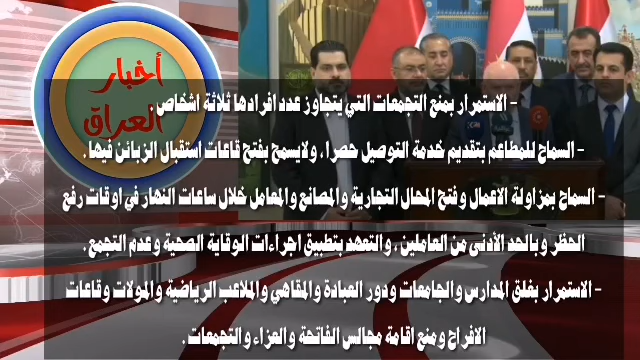 أخبار
العراق
- الاستمرار بمنع التجمعات التي يتجاوز عدد افرادها ثلاثة اشخاص .
- السماح للمطاعم بتقديم خدمة التوصيل حصرا ، ولايسمح بفتح قاعات استقبال الزبائن فيها .
- السماح بمزاولة الاعمال وفتح المحال التجارية والمصانع والمعامل خلال ساعات النهار في اوقات رفع
الحظر وبالحد الأدنى من العاملين ، والتعهد بتطبيق اجراءات الوقاية الصحية وعدم التجمع .
- الاستمرار بغلق المدارس والجامعات ودور العبادة والمقاهي والملاعب الرياضية والمولات وقاعات
الافراح ومنع اقامة مجالس الفاتحة والعزاء والتجمعات .